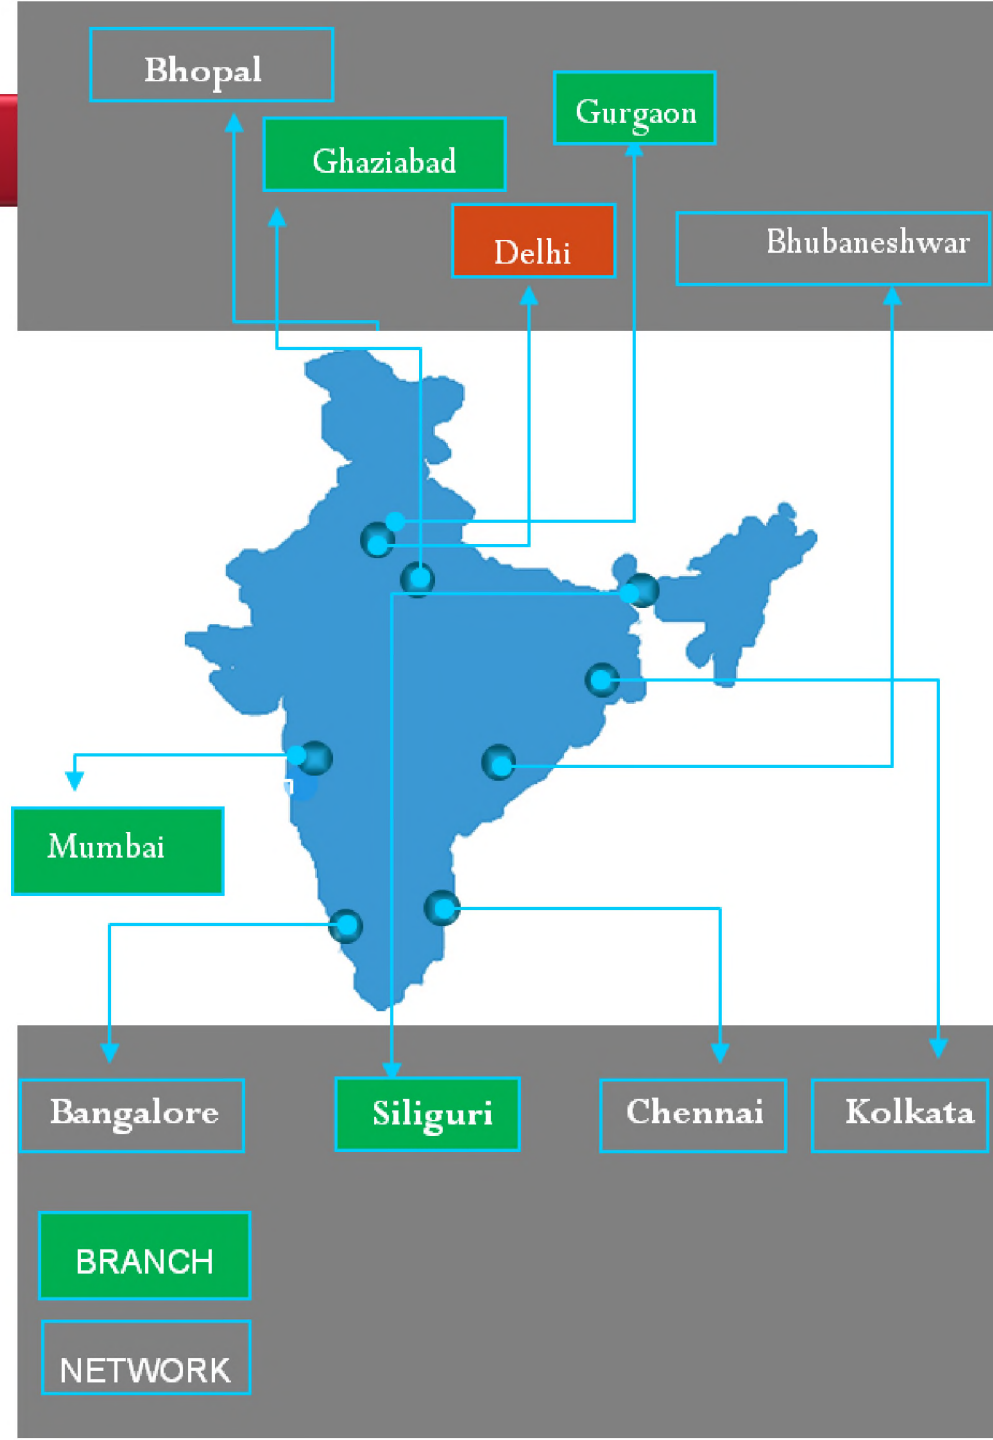 Bhopal
Gurgaon
Ghaziabad
Delhi
Bhubaneshwar
Mumbai
Bangalore
Siliguri
Chennai
Kolkata
BRANCH
NETWORK